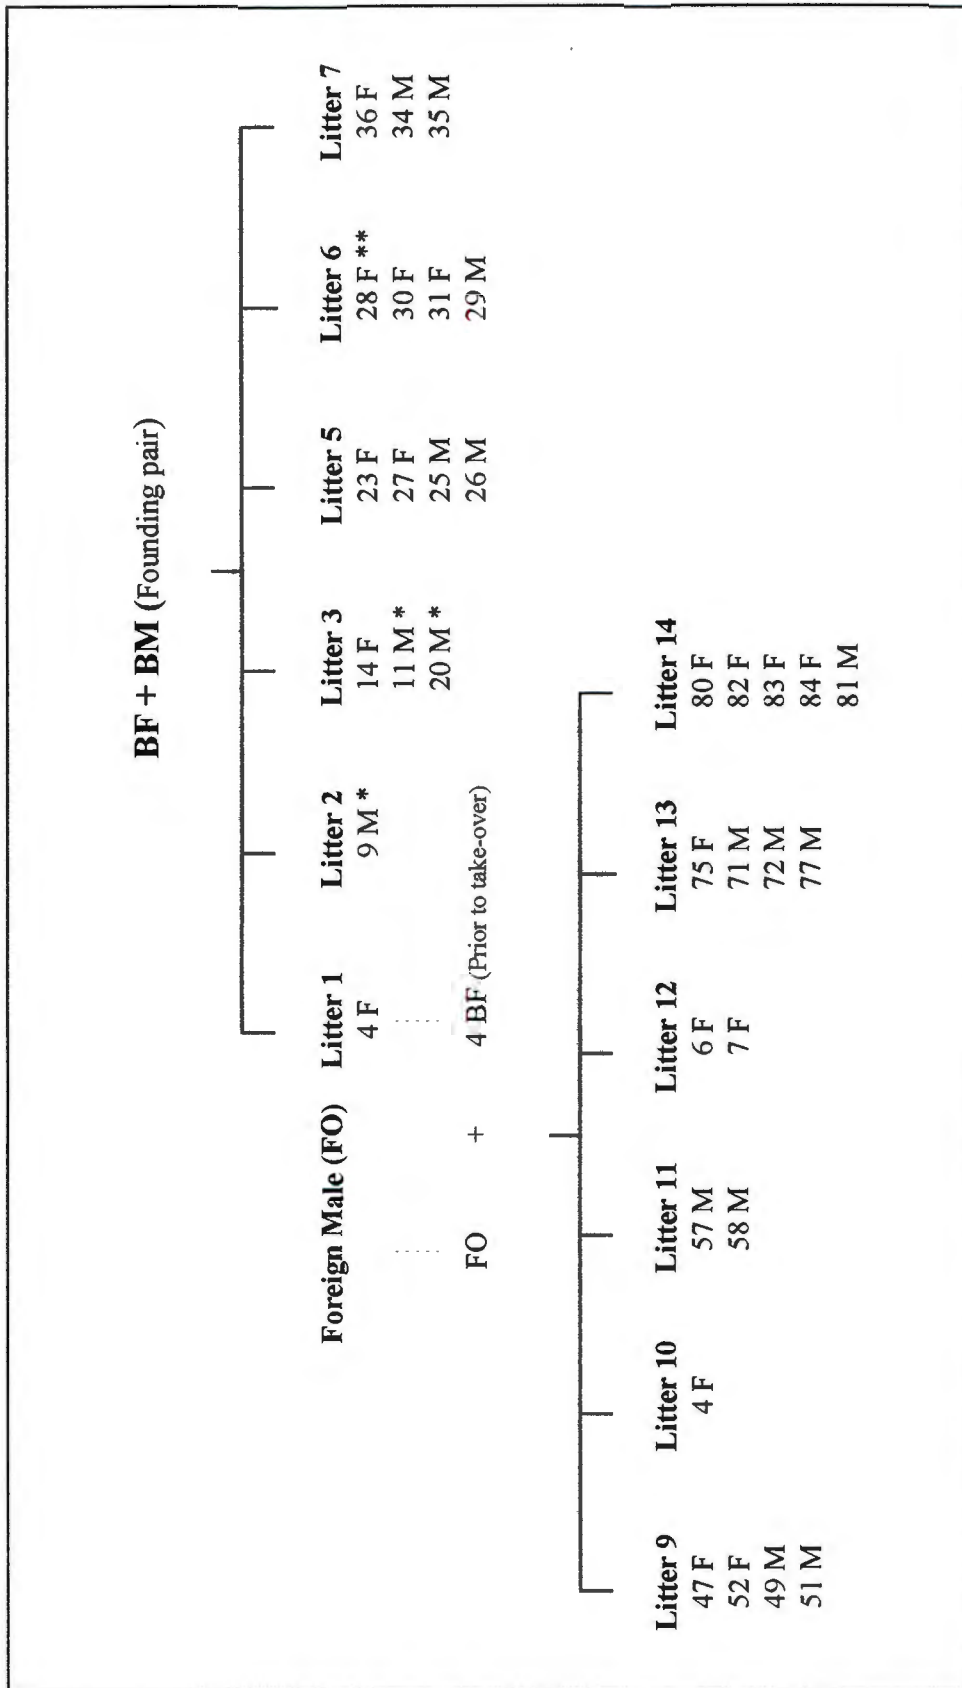 BF + BM (Founding pair)
Foreign Male (FO)
Litter 1
4 F
Litter 2
9 M *
Litter 3
14 F
11 M *
20 M *
Litter 5
23 F
27 F
25 M
26 M
Litter 6
28 F **
30 F
31 F
29 M
Litter 7
36 F
34 M
35 M
FO + 4 BF (Prior to take-over)
Litter 9
47 F
52 F
49 M
51 M
Litter 10
4 F
Litter 11
57 M
58 M
Litter 12
6 F
7 F
Litter 13
75 F
71 M
72 M
77 M
Litter 14
80 F
82 F
83 F
84 F
81 M